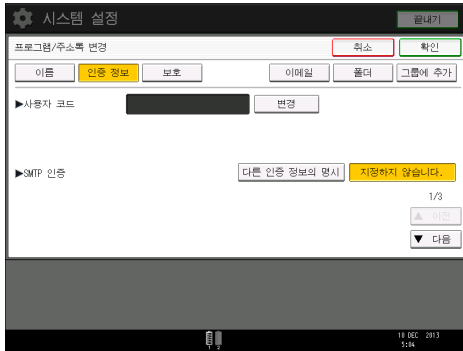 시스템 설정
끝내기
프로그램/주소록 변경
취소
확인
이름
인증 정보
보호
이메일
폴더
그룹에 추가
▶사용자 코드
변경
▶SMTP 인증
다른 인증 정보의 명시
지정하지 않습니다.
1/3
▲ 이전
▼ 다음
1 2
10 DEC 2013
5:04